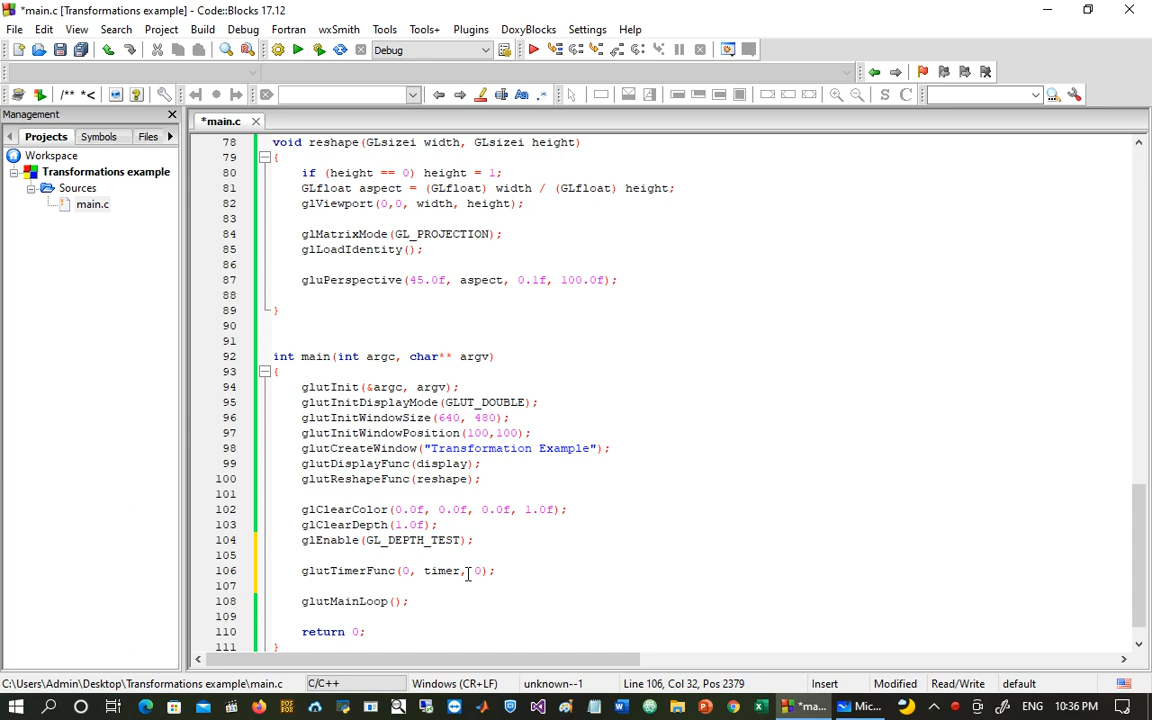 *main.c [Transformations example] - Code::Blocks 17.12
File Edit View Search Project Build Debug Fortran wxSmith Tools Tools+ Plugins DoxyBlocks Settings Help
Debug
/** *<
S C
Management
*main.c
Projects Symbols Files
Workspace
Transformations example
Sources
main.c
78 void reshape(GLsizei width, GLsizei height)
79 {
80 if (height == 0) height = 1;
81 GLfloat aspect = (GLfloat) width / (GLfloat) height;
82 glViewport(0,0, width, height);
83
84 glMatrixMode(GL_PROJECTION);
85 glLoadIdentity();
86
87 gluPerspective(45.0f, aspect, 0.1f, 100.0f);
88
89 }
90
91
92 int main(int argc, char** argv)
93 {
94 glutInit(&argc, argv);
95 glutInitDisplayMode(GLUT_DOUBLE);
96 glutInitWindowSize(640, 480);
97 glutInitWindowPosition(100,100);
98 glutCreateWindow("Transformation Example");
99 glutDisplayFunc(display);
100 glutReshapeFunc(reshape);
101
102 glClearColor(0.0f, 0.0f, 0.0f, 1.0f);
103 glClearDepth(1.0f);
104 glEnable(GL_DEPTH_TEST);
105
106 glutTimerFunc(0, timer, 0);
107
108 glutMainLoop();
109
110 return 0;
111 }
C:\Users\Admin\Desktop\Transformations example\main.c C/C++ Windows (CR+LF) unknown--1 Line 106, Col 32, Pos 2379 Insert Modified Read/Write default
*ma... Mic... ENG 10:36 PM